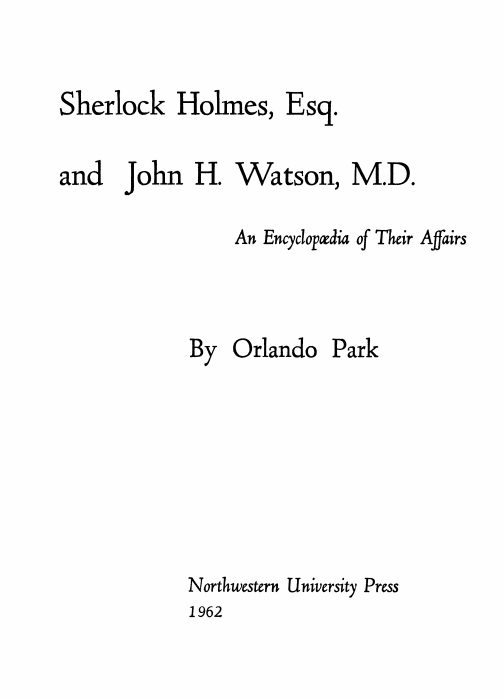 Sherlock Holmes, Esq.
and John H. Watson, M.D.
An Encyclopædia of Their Affairs
By Orlando Park
Northwestern University Press
1962